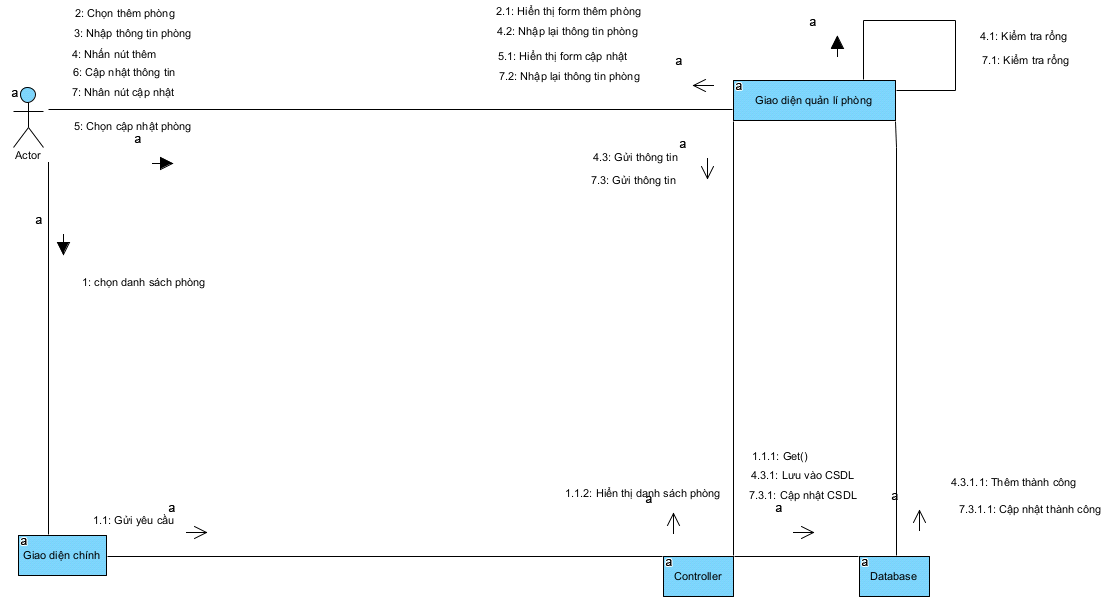 2: Chọn thêm phòng
3: Nhập thông tin phòng
4: Nhấn nút thêm
6: Cập nhật thông tin
7: Nhân nút cập nhật
a
Actor
5: Chọn cập nhật phòng
a
2.1: Hiển thị form thêm phòng
4.2: Nhập lại thông tin phòng
5.1: Hiển thị form cập nhật
7.2: Nhập lại thông tin phòng
a
a
4.1: Kiểm tra rổng
7.1: Kiểm tra rổng
a
Giao diện quản lí phòng
a
4.3: Gửi thông tin
7.3: Gửi thông tin
a
1: chọn danh sách phòng
1.1.1: Get()
4.3.1: Lưu vào CSDL
7.3.1: Cập nhật CSDL
a
1.1.2: Hiển thị danh sách phòng
a
a
4.3.1.1: Thêm thành công
7.3.1.1: Cập nhật thành công
a
1.1: Gửi yêu cầu
a
Giao diện chính
a
Controller
a
Database